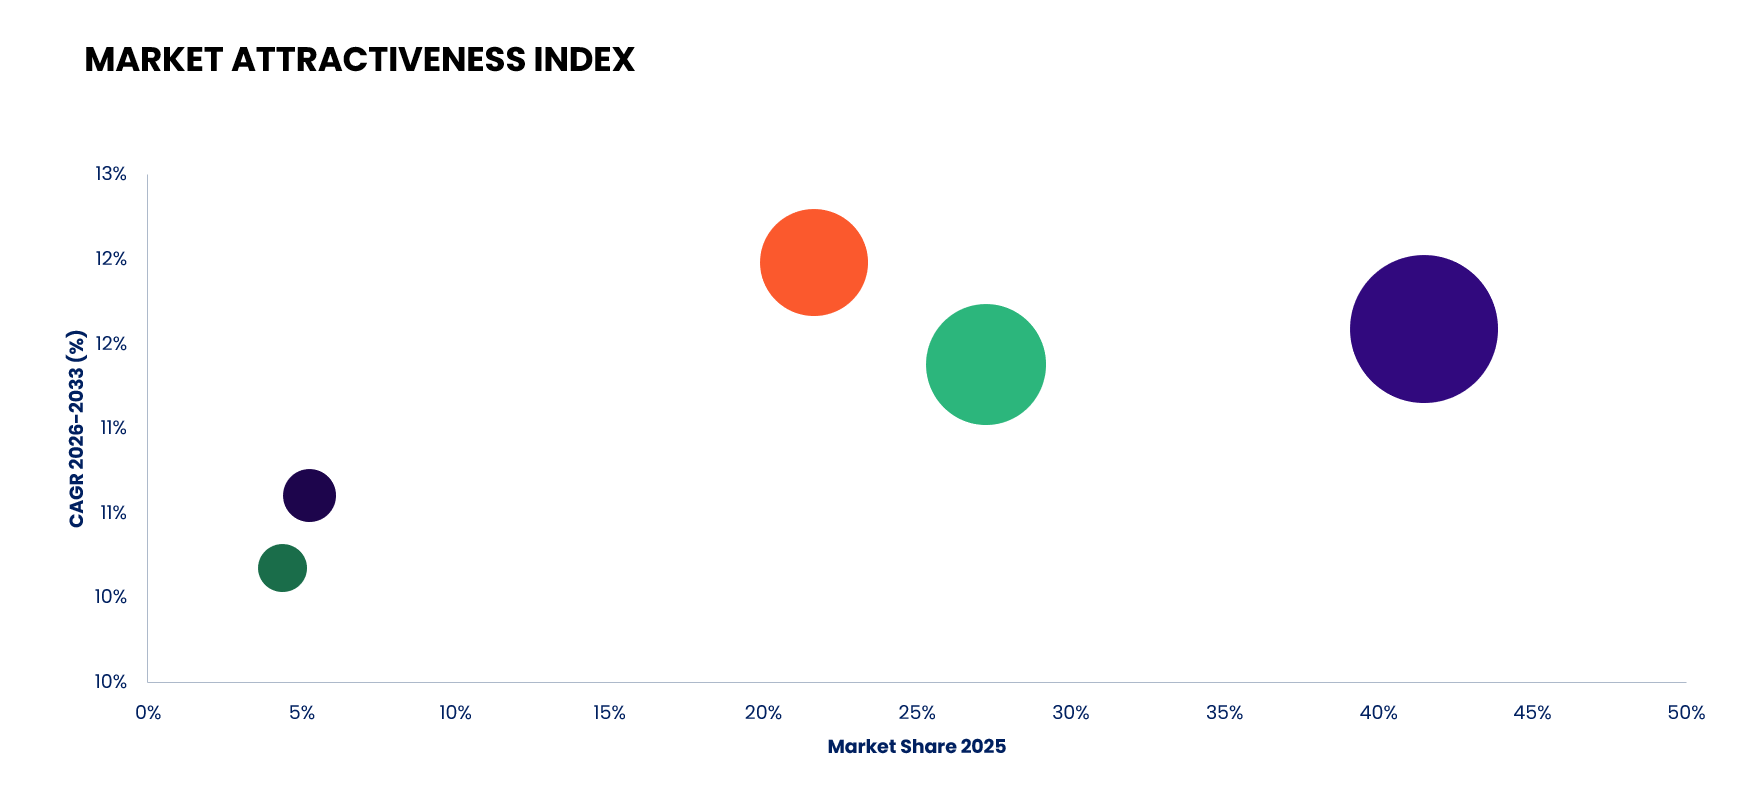 MARKET ATTRACTIVENESS INDEX
13%
12%
12%
11%
11%
10%
10%
CAGR 2026-2033 (%)
0% 5% 10% 15% 20% 25% 30% 35% 40% 45% 50%
Market Share 2025